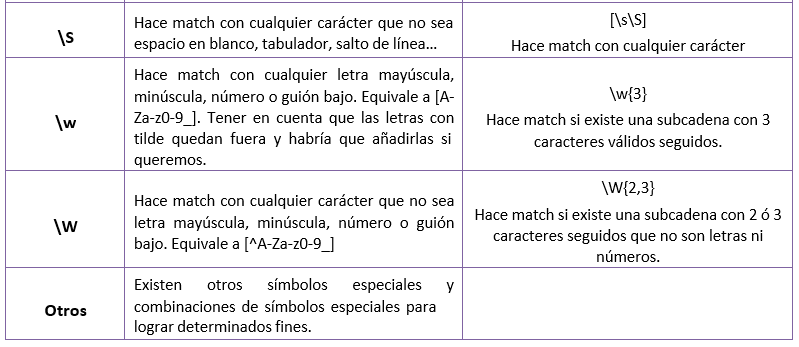 \S
Hace match con cualquier carácter que no sea
espacio en blanco, tabulador, salto de línea…
[\s\S]
Hace match con cualquier carácter
\w
Hace match con cualquier letra mayúscula,
minúscula, número o guión bajo. Equivale a [A-
Za-z0-9_]. Tener en cuenta que las letras con
tilde quedan fuera y habría que añadirlas si
queremos.
\w{3}
Hace match si existe una subcadena con 3
caracteres válidos seguidos.
\W
Hace match con cualquier carácter que no sea
letra mayúscula, minúscula, número o guión
bajo. Equivale a [^A-Za-z0-9_]
\W{2,3}
Hace match si existe una subcadena con 2 ó 3
caracteres seguidos que no son letras ni
números.
Otros
Existen otros símbolos especiales y
combinaciones de símbolos especiales para
lograr determinados fines.